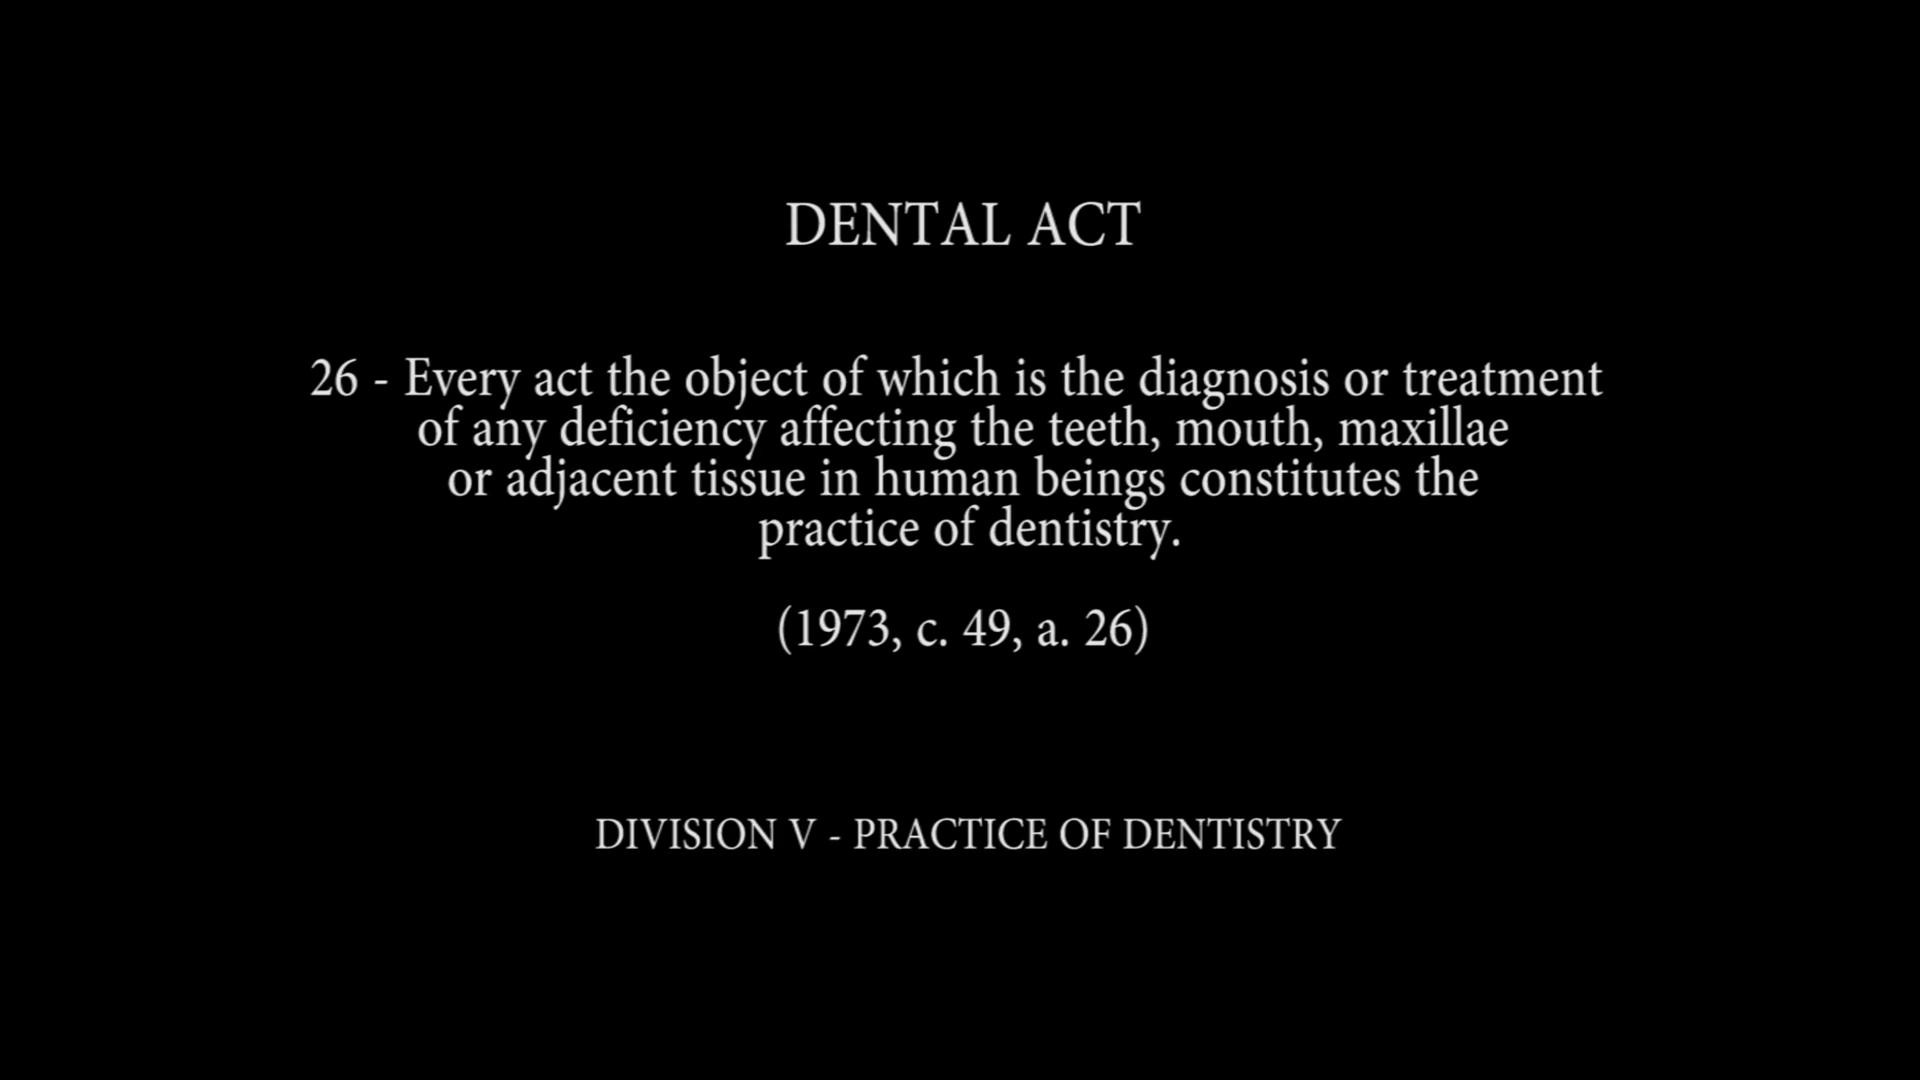 DENTAL ACT
26 - Every act the object of which is the diagnosis or treatment
of any deficiency affecting the teeth, mouth, maxillae
or adjacent tissue in human beings constitutes the
practice of dentistry.
(1973, c. 49, a. 26)
DIVISION V - PRACTICE OF DENTISTRY